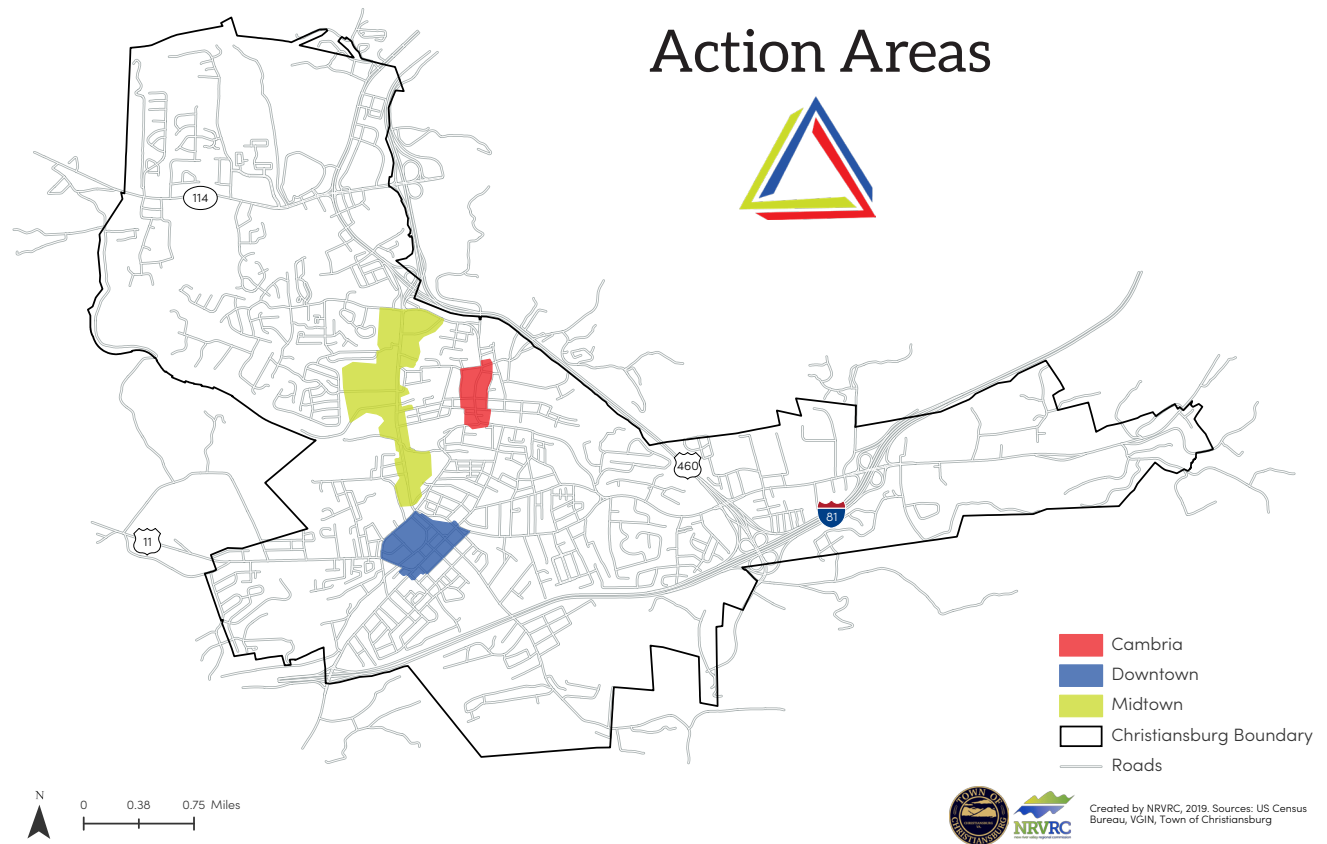 Action Areas
114
460
81
11
Cambria
Downtown
Midtown
Christiansburg Boundary
Roads
N
0 0.38 0.75 Miles
TOWN OF
CHRISTIANSBURG
NRVRC
Created by NRVRC, 2019. Sources: US Census
Bureau, VGIN, Town of Christiansburg